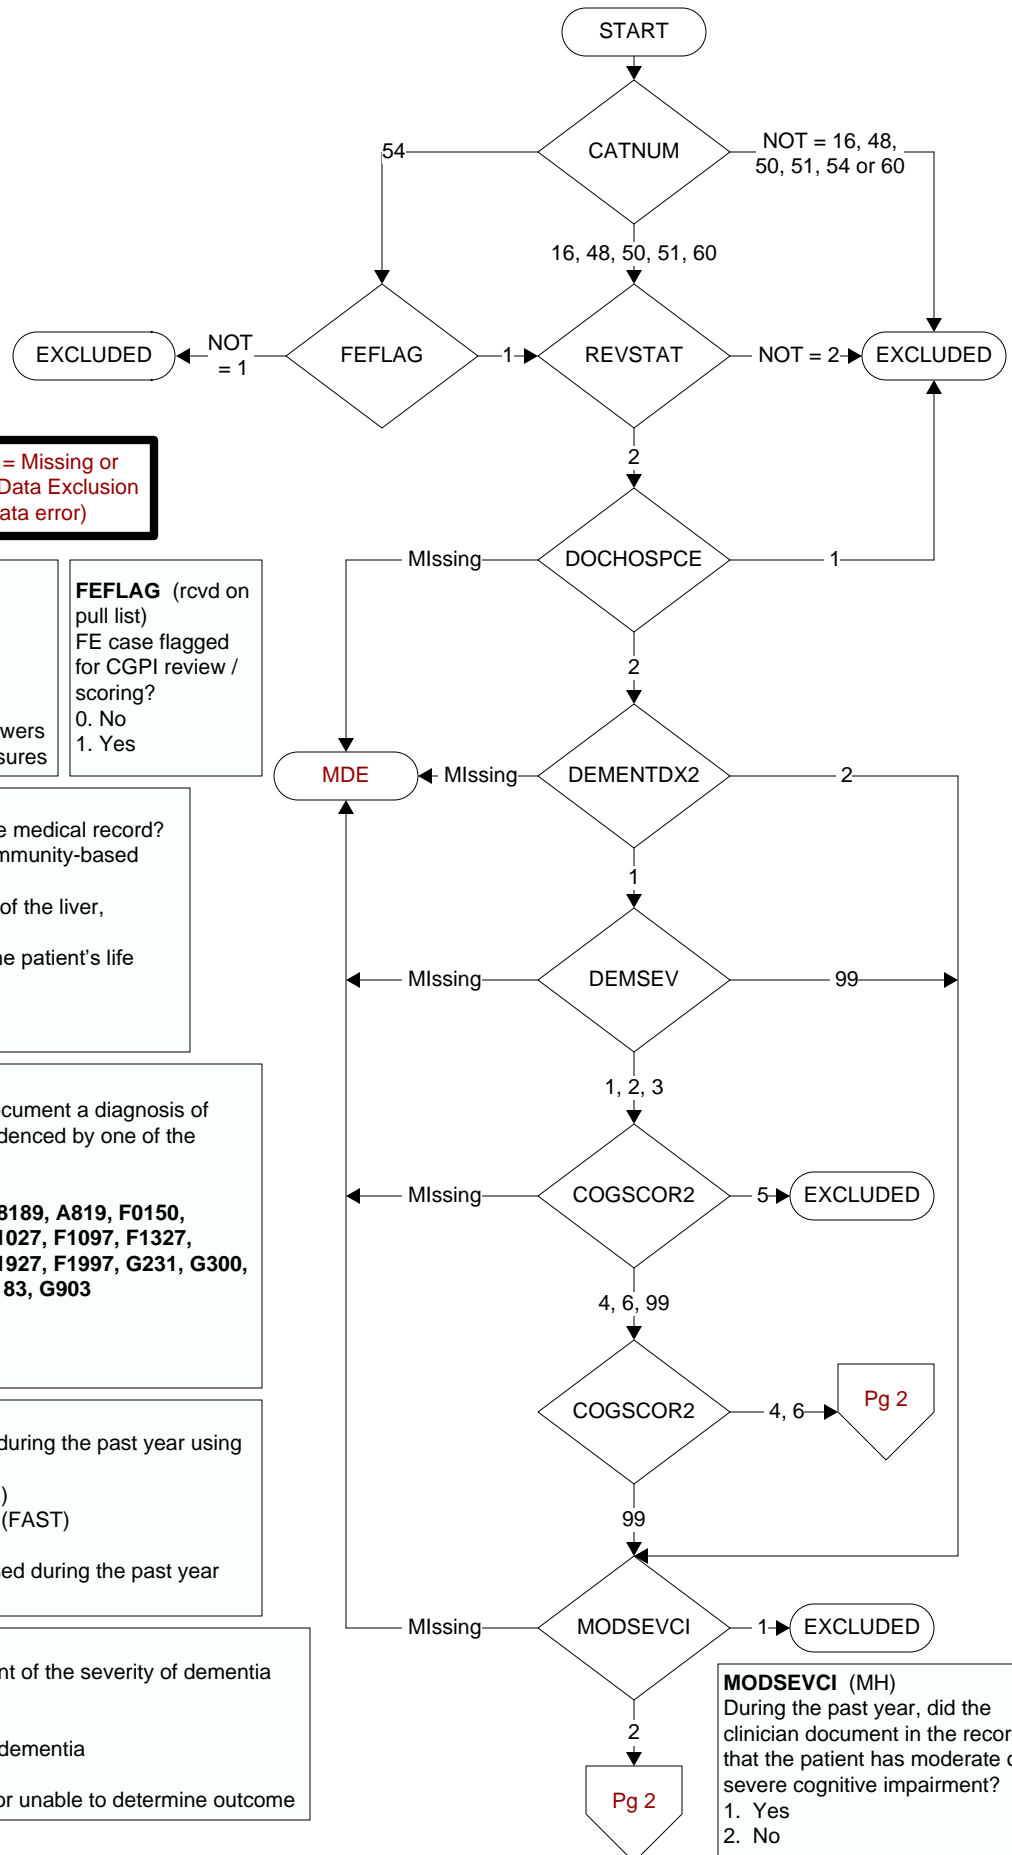 START
CATNUM
54
NOT = 16, 48,
50, 51, 54 or 60
16, 48, 50, 51, 60
EXCLUDED
NOT
= 1
FEFLAG
1
REVSTAT
NOT = 2
EXCLUDED
2
= Missing or
Data Exclusion
ata error)
MIssing
DOCHOSPCE
1
FEFLAG (rcvd on
pull list)
FE case flagged
for CGPI review /
scoring?
0. No
1. Yes
wers
sures
2
MDE
MIssing
DEMENTDX2
2
e medical record?
mmunity-based
of the liver,
ne patient's life
1
MIssing
DEMSEV
99
1, 2, 3
ocument a diagnosis of
idenced by one of the
8189, A819, F0150,
1027, F1097, F1327,
1927, F1997, G231, G300,
83, G903
MIssing
COGSCOR2
5
EXCLUDED
4, 6, 99
COGSCOR2
4, 6
Pg 2
during the past year using
)
(FAST)
ed during the past year
99
MIssing
MODSEVCI
1
EXCLUDED
nt of the severity of dementia
dementia
or unable to determine outcome
2
Pg 2
MODSEVCI (MH)
During the past year, did the
clinician document in the recor
that the patient has moderate o
severe cognitive impairment?
1. Yes
2. No